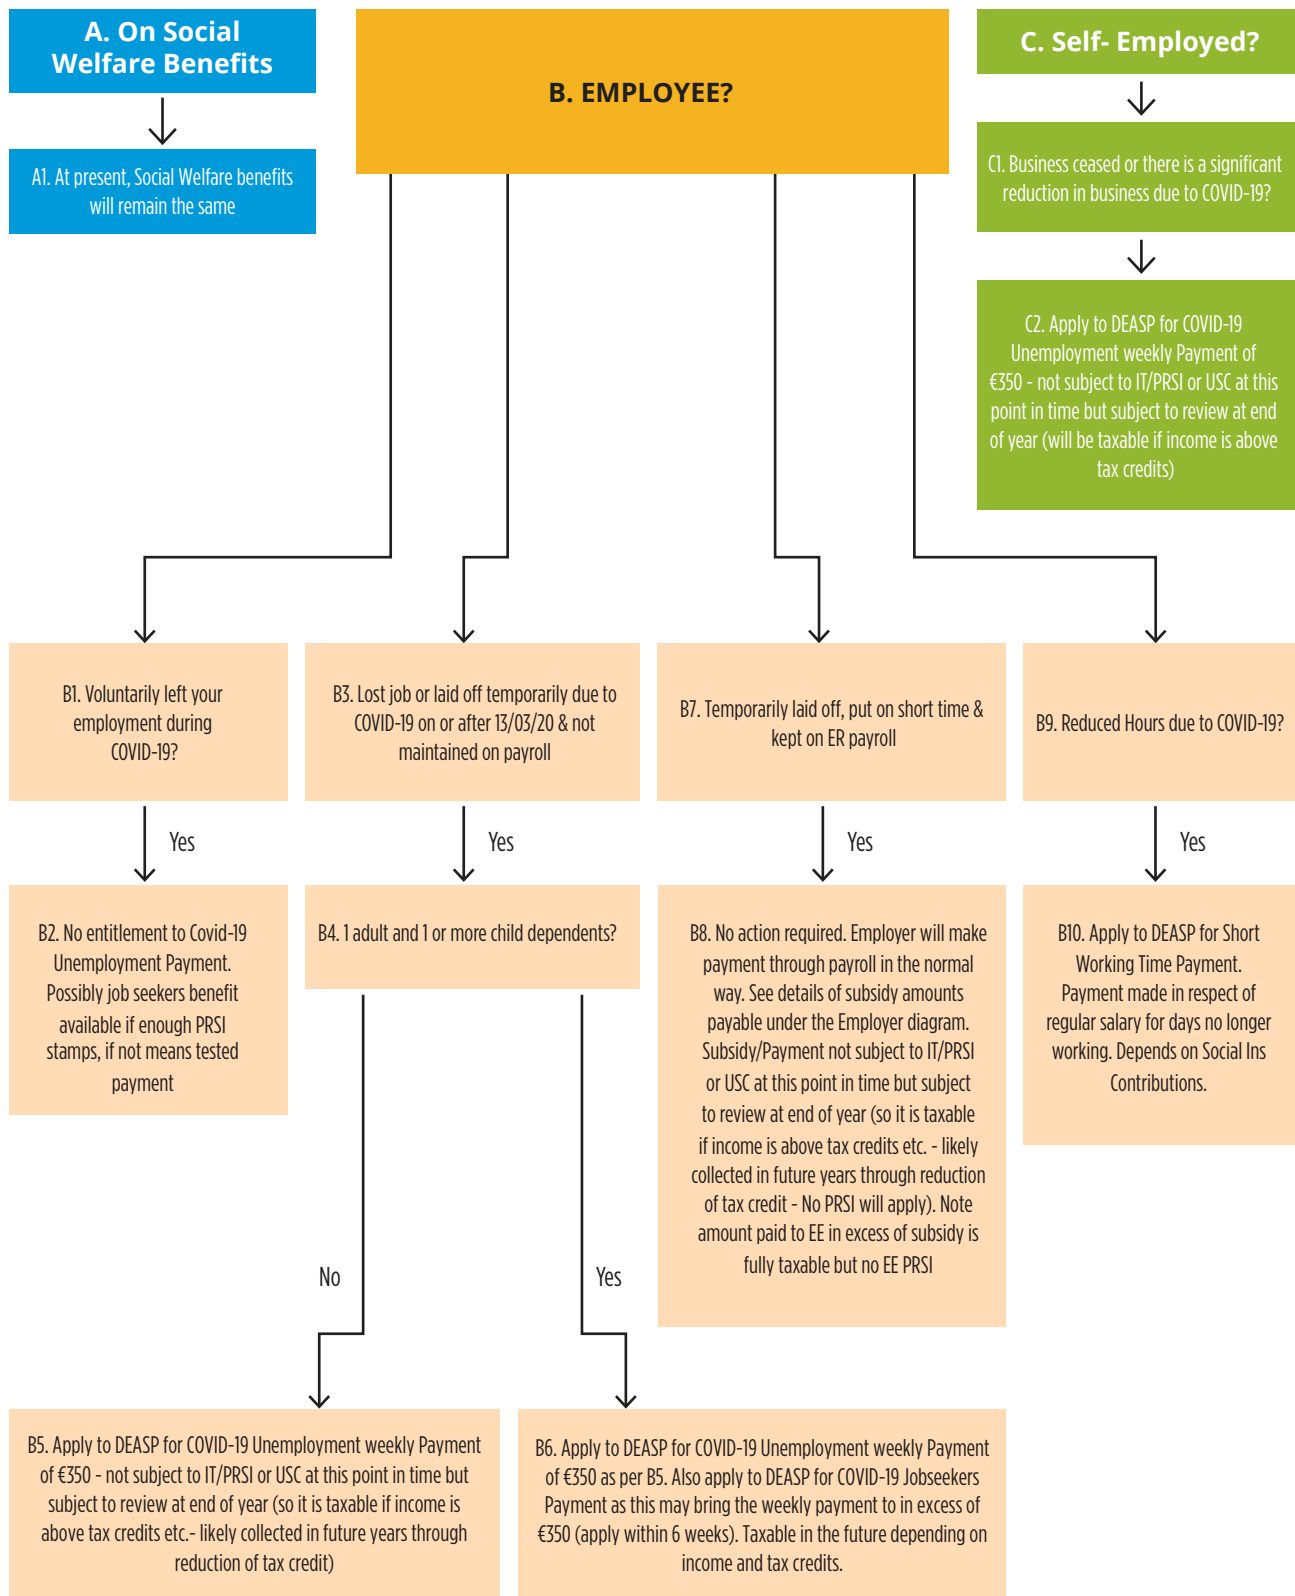 A. On Social
Welfare Benefits
A1. At present, Social Welfare benefits
will remain the same
B. EMPLOYEE?
C. Self- Employed?
C1. Business ceased or there is a significant
reduction in business due to COVID-19?
C2. Apply to DEASP for COVID-19
Unemployment weekly Payment of
€350 - not subject to IT/PRSI or USC at this
point in time but subject to review at end
of year (will be taxable if income is above
tax credits)
B1. Voluntarily left your
employment during
COVID-19?
Yes
B2. No entitlement to Covid-19
Unemployment Payment.
Possibly job seekers benefit
available if enough PRSI
stamps, if not means tested
payment
B3. Lost job or laid off temporarily due to
COVID-19 on or after 13/03/20 & not
maintained on payroll
Yes
B4. 1 adult and 1 or more child dependents?
No
Yes
B7. Temporarily laid off, put on short time &
kept on ER payroll
Yes
B8. No action required. Employer will make
payment through payroll in the normal
way. See details of subsidy amounts
payable under the Employer diagram.
Subsidy/Payment not subject to IT/PRSI
or USC at this point in time but subject
to review at end of year (so it is taxable
if income is above tax credits etc. - likely
collected in future years through reduction
of tax credit - No PRSI will apply). Note
amount paid to EE in excess of subsidy is
fully taxable but no EE PRSI
B9. Reduced Hours due to COVID-19?
Yes
B10. Apply to DEASP for Short
Working Time Payment.
Payment made in respect of
regular salary for days no longer
working. Depends on Social Ins
Contributions.
B5. Apply to DEASP for COVID-19 Unemployment weekly Payment
of €350 - not subject to IT/PRSI or USC at this point in time but
subject to review at end of year (so it is taxable if income is
above tax credits etc.- likely collected in future years through
reduction of tax credit)
B6. Apply to DEASP for COVID-19 Unemployment weekly Payment
of €350 as per B5. Also apply to DEASP for COVID-19 Jobseekers
Payment as this may bring the weekly payment to in excess of
€350 (apply within 6 weeks). Taxable in the future depending on
income and tax credits.